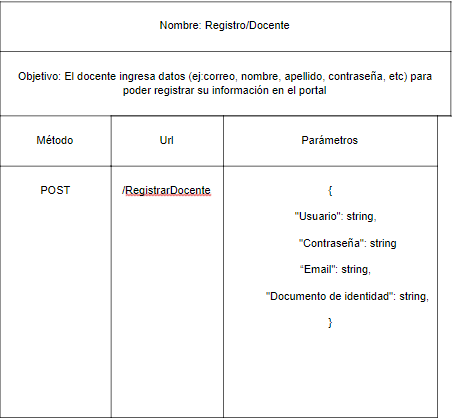 Nombre: Registro/Docente
Objetivo: El docente ingresa datos (ej:correo, nombre, apellido, contraseña, etc) para
poder registrar su información en el portal
Método Url Parámetros
POST /RegistrarDocente {
"Usuario": string,
"Contraseña": string
“Email": string,
"Documento de identidad": string,
}